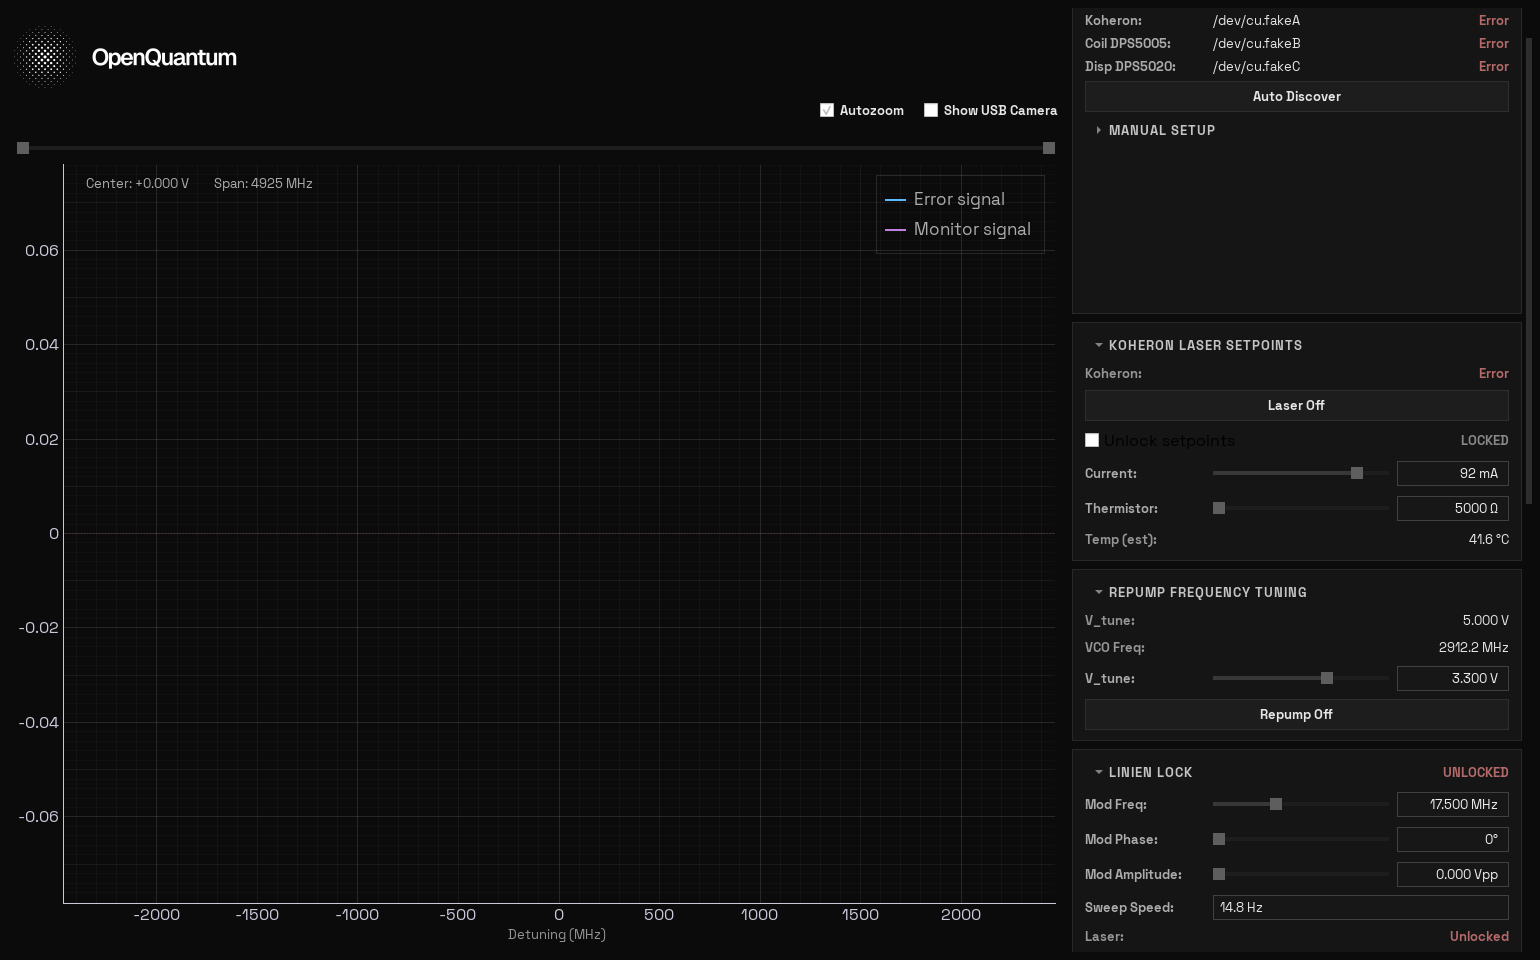 OpenQuantum
Autozoom
Show USB Camera
Center: +0.000 V
Span: 4925 MHz
Error signal
Monitor signal
0.06
0.04
0.02
0
-0.02
-0.04
-0.06
-2000
-1500
-1000
-500
0
500
1000
1500
2000
Detuning (MHz)
Koheron: /dev/cu.fakeA Error
Coil DPS5005: /dev/cu.fakeB Error
Disp DPS5020: /dev/cu.fakeC Error
Auto Discover
MANUAL SETUP
KOHERON LASER SETPOINTS
Koheron: Error
Laser Off
Unlock setpoints LOCKED
Current: 92 mA
Thermistor: 5000 Ω
Temp (est): 41.6 °C
REPUMP FREQUENCY TUNING
V_tune: 5.000 V
VCO Freq: 2912.2 MHz
V_tune: 3.300 V
Repump Off
LINIEN LOCK UNLOCKED
Mod Freq: 17.500 MHz
Mod Phase: 0°
Mod Amplitude: 0.000 Vpp
Sweep Speed: 14.8 Hz
Laser: Unlocked